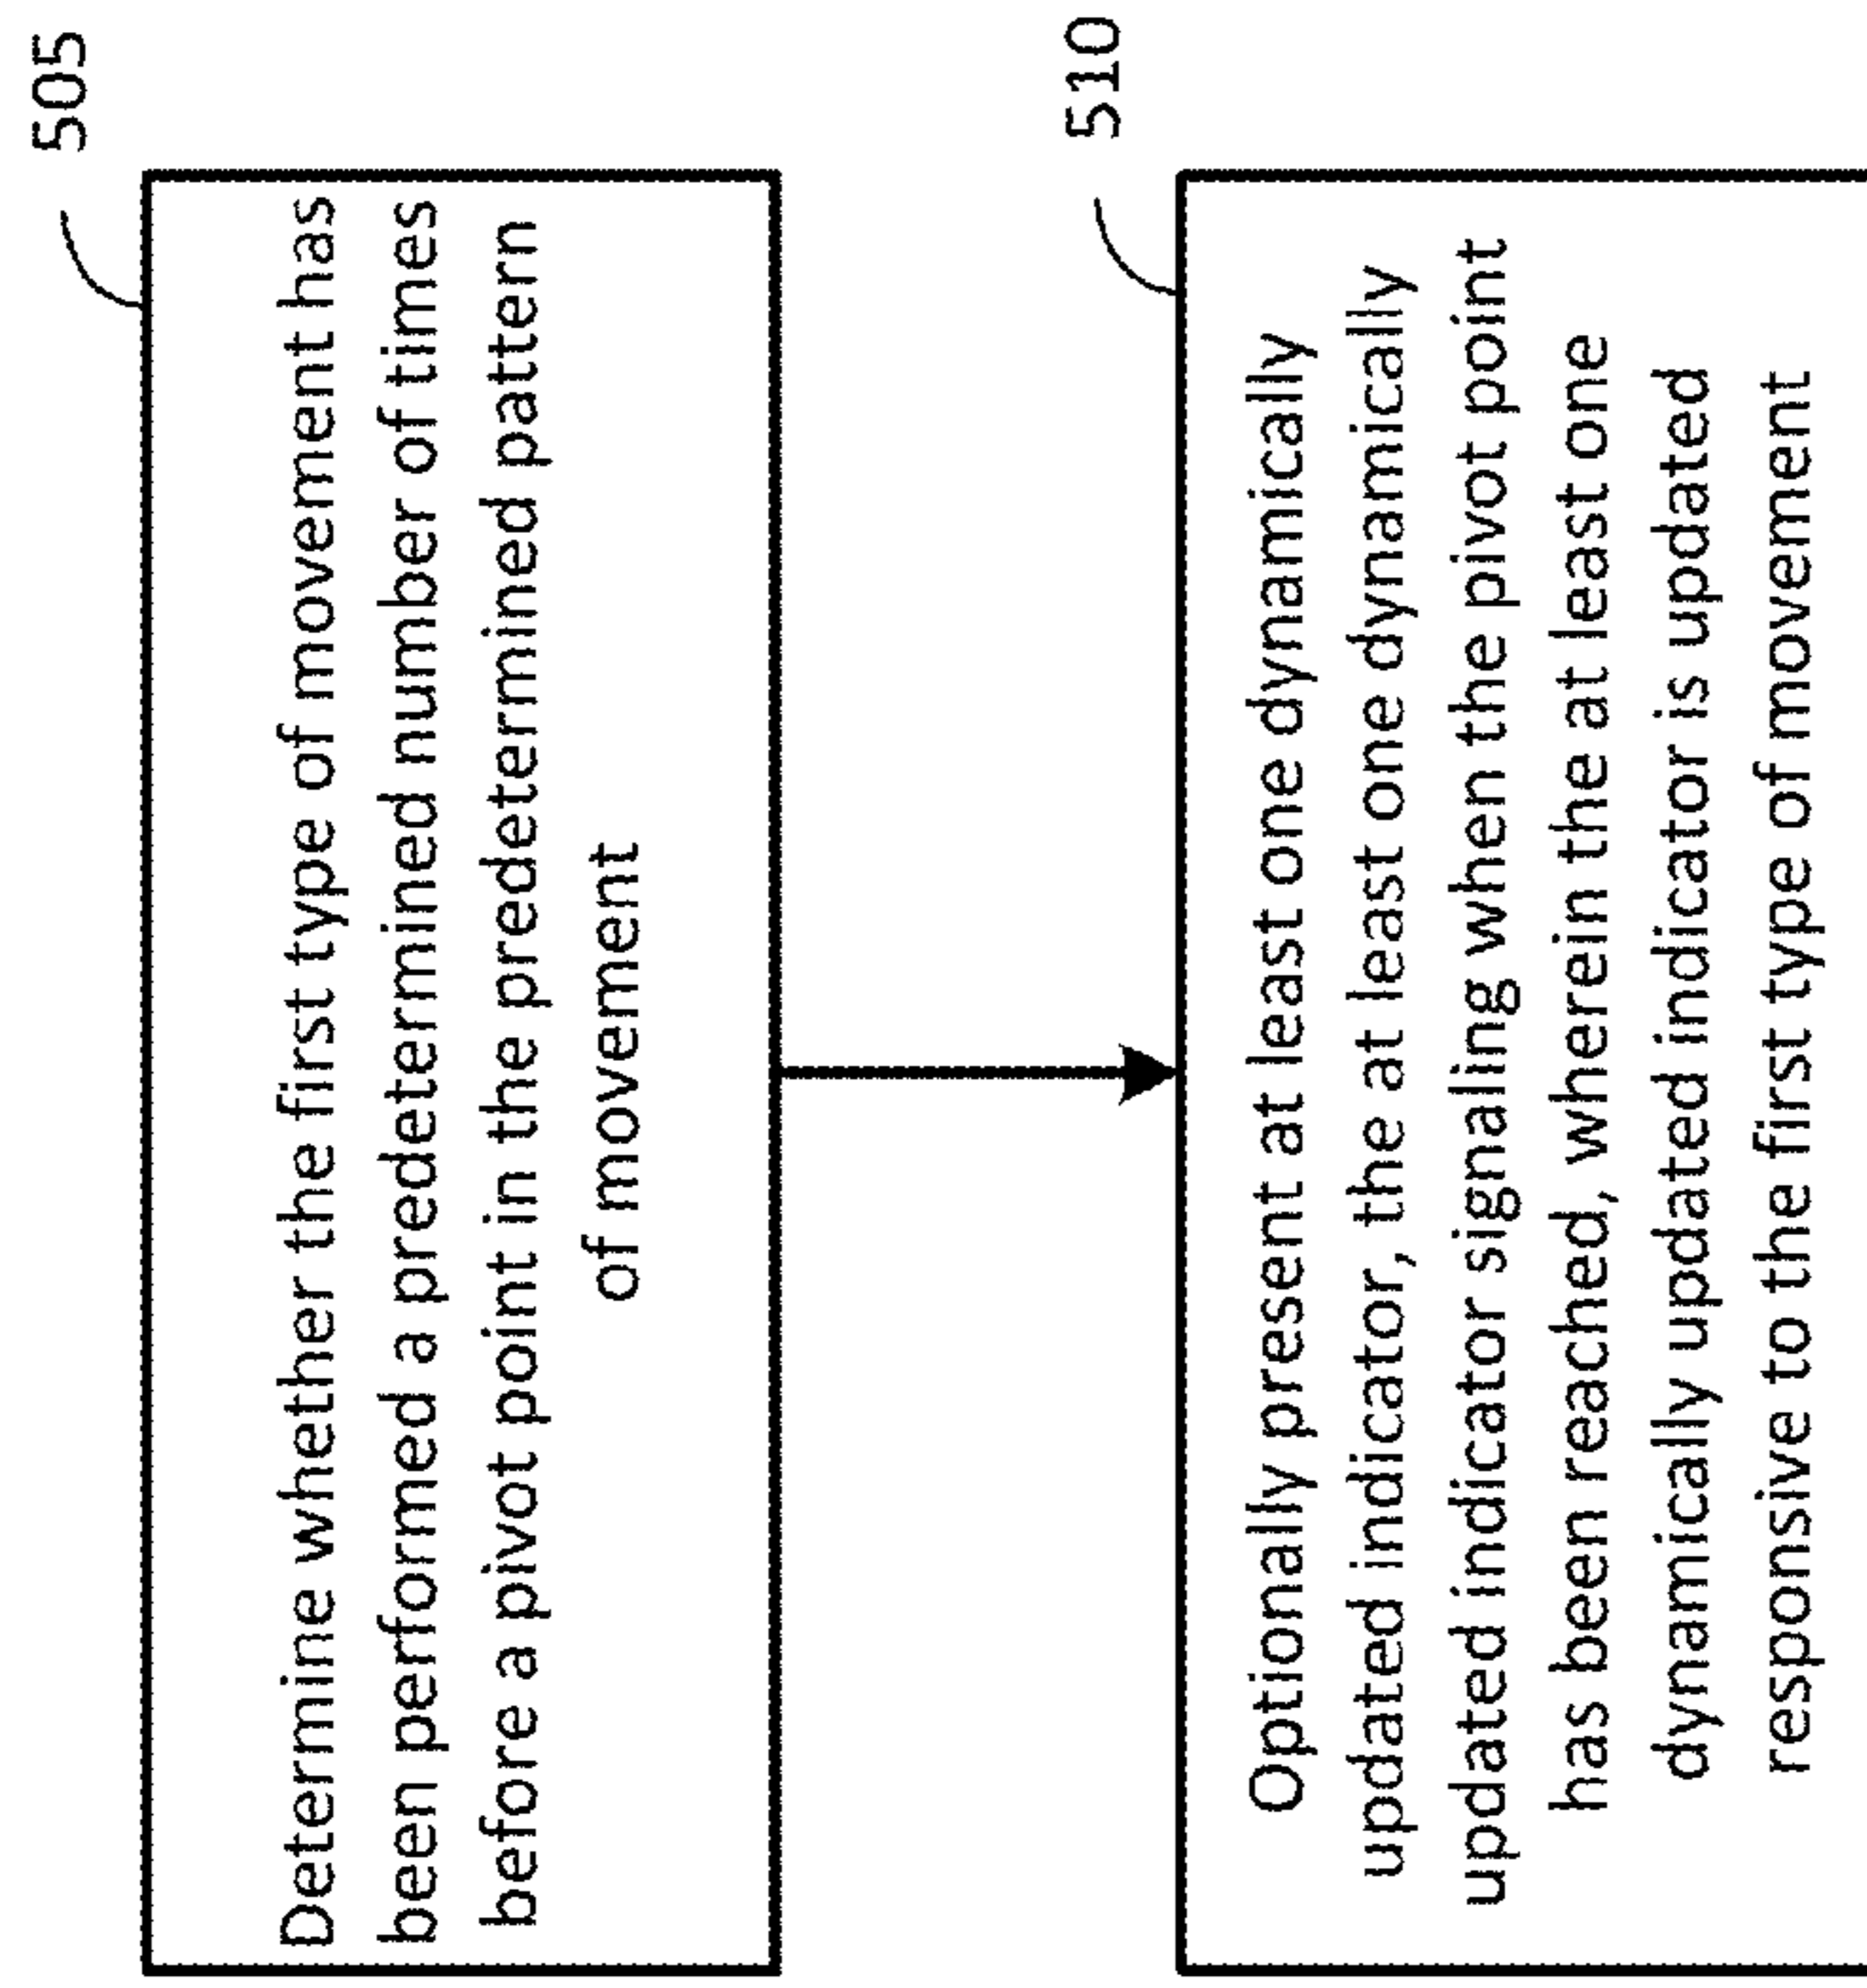 505
Determine whether the first type of movement has
been performed a predetermined number of times
before a pivot point in the predetermined pattern
of movement
510
Optionally present at least one dynamically
updated indicator, the at least one dynamically
updated indicator signaling when the pivot point
has been reached, wherein the at least one
dynamically updated indicator is updated
responsive to the first type of movement